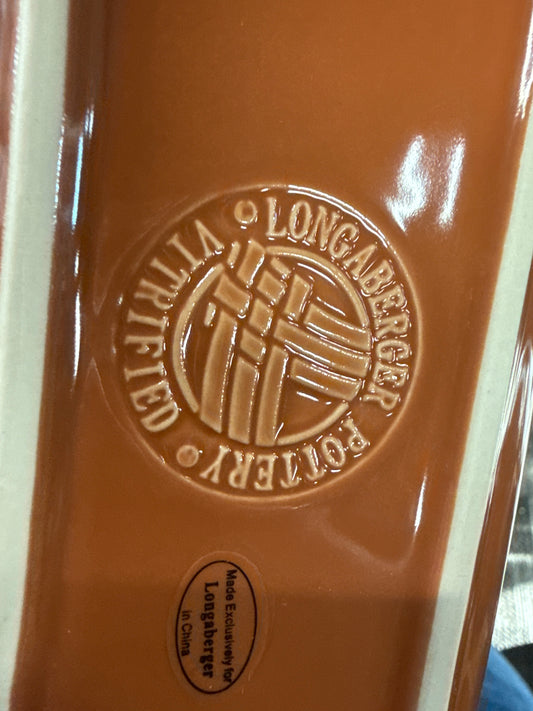 LONGABERGER POTTERY
VITRIFIED
Made Exclusively for
Longaberger
in China